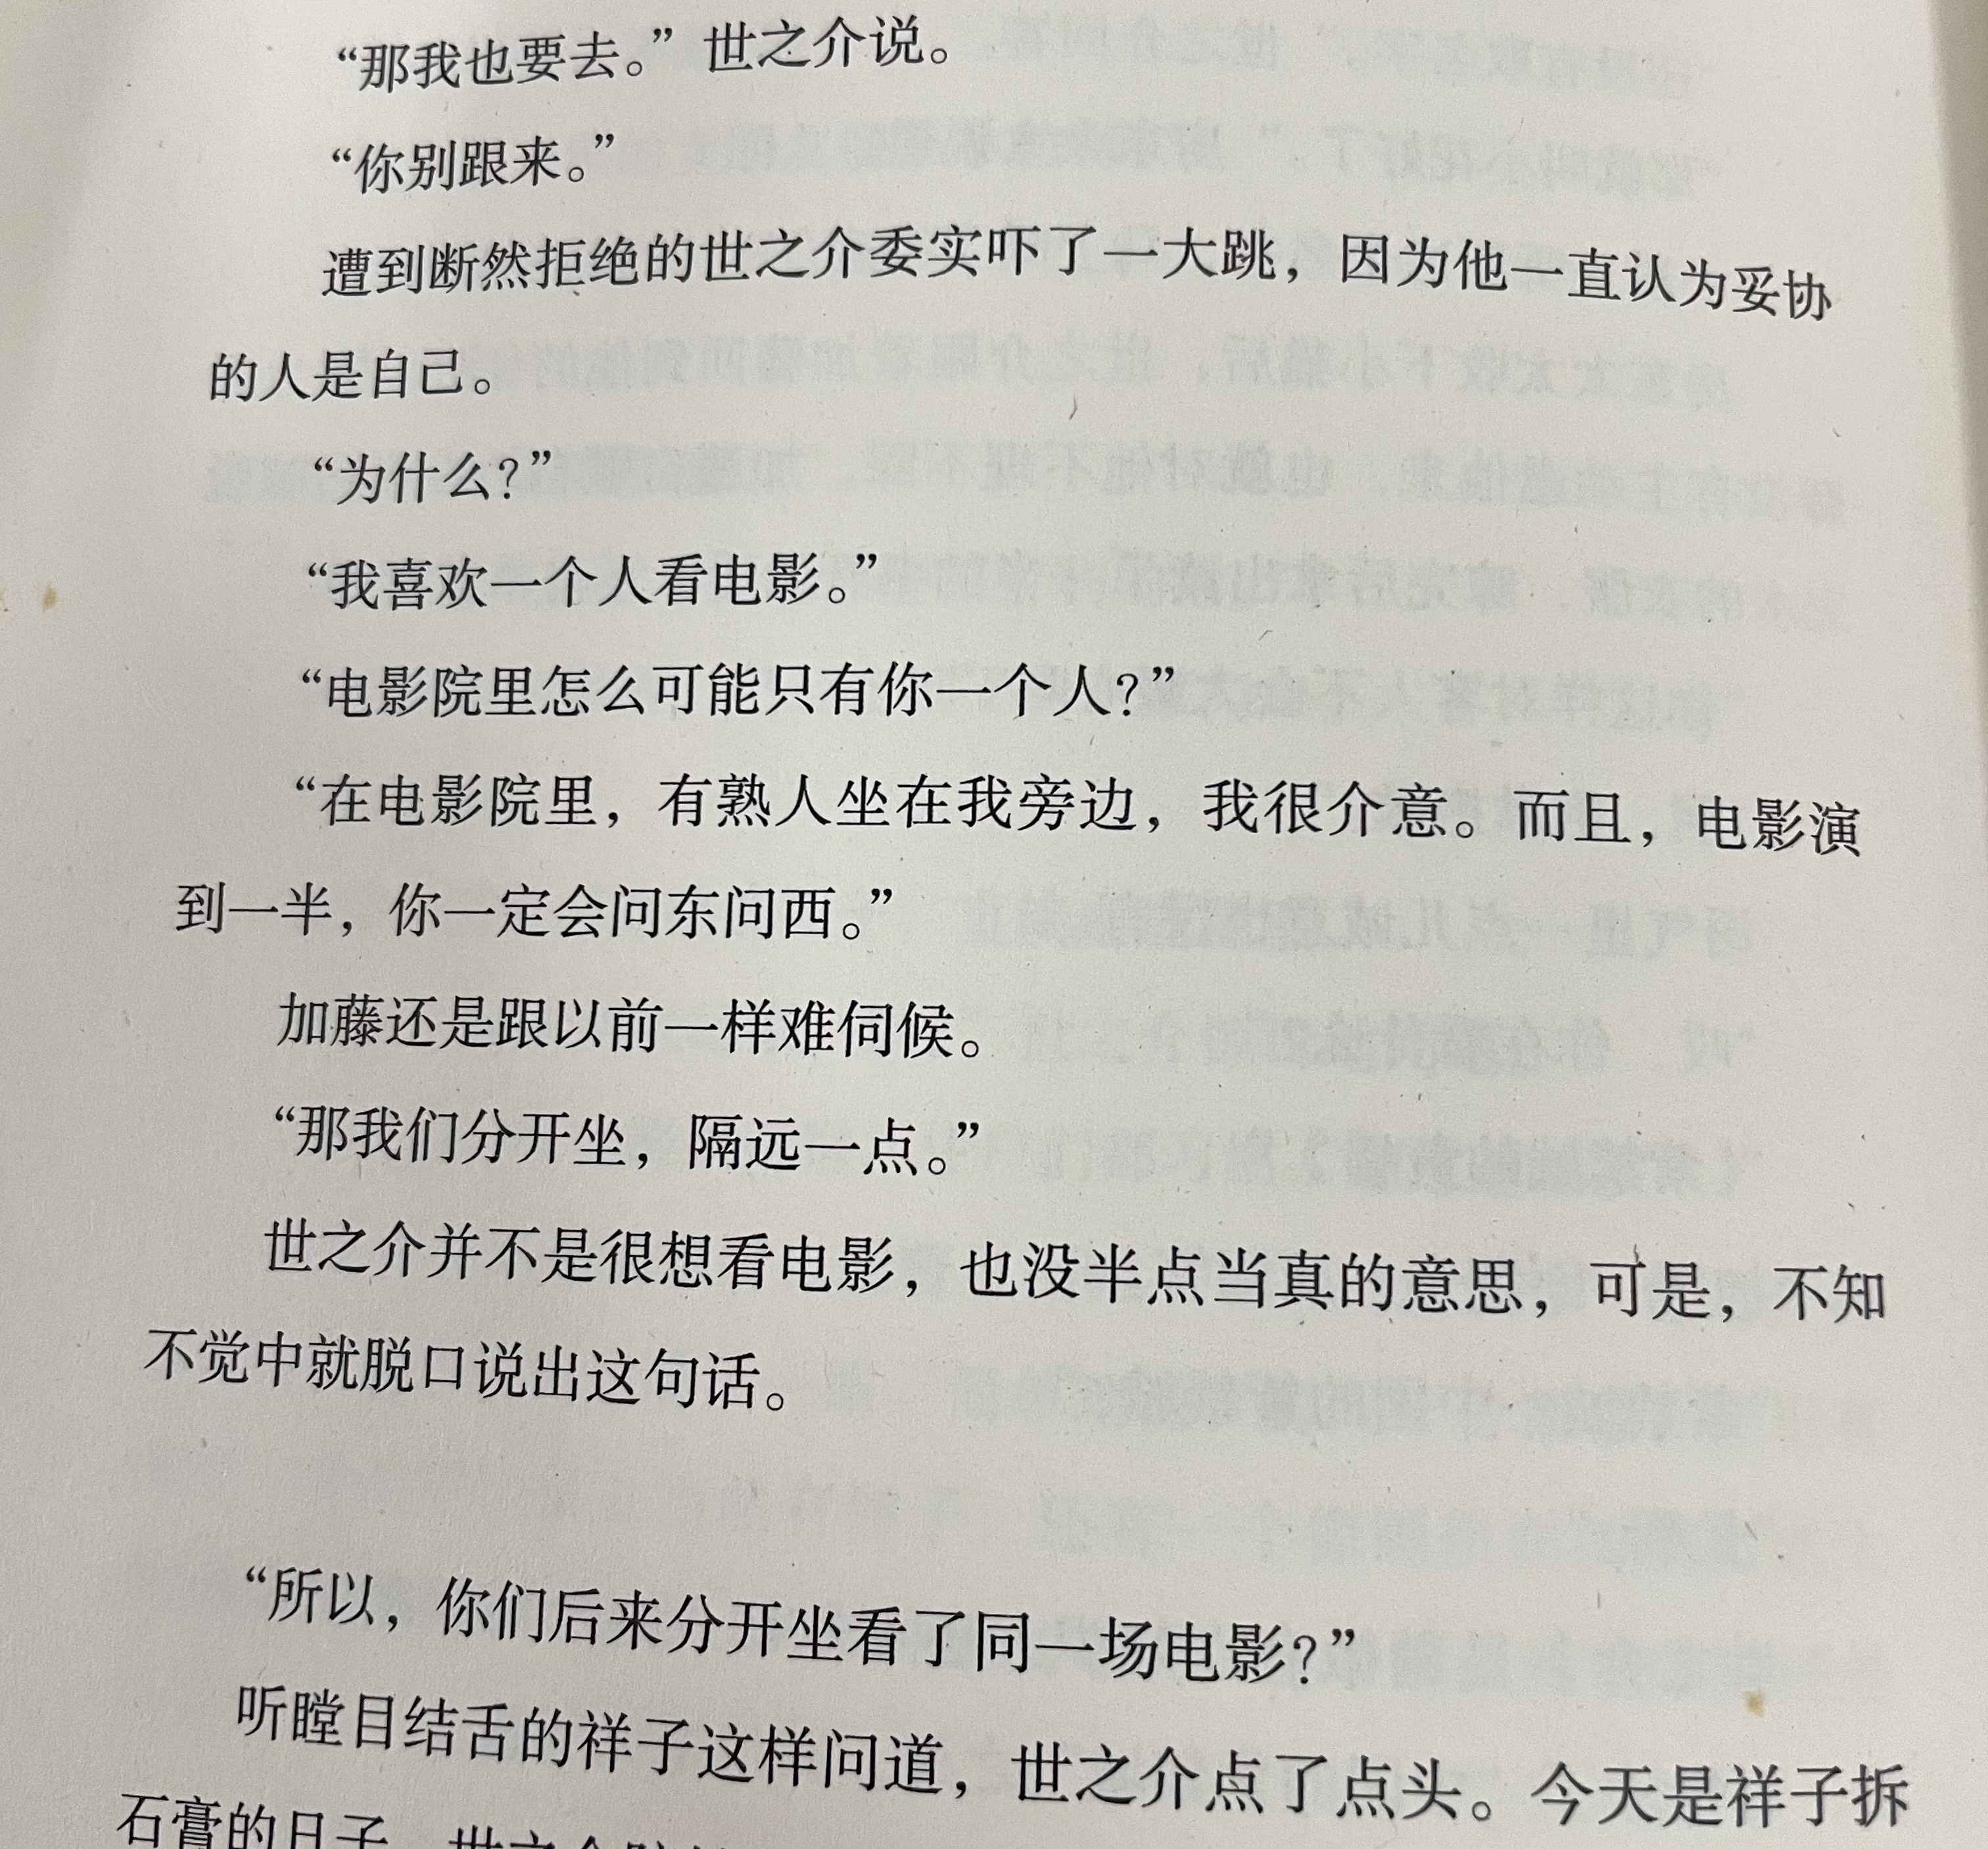 “那我也要去。”世之介说。
“你别跟来。”
遭到断然拒绝的世之介委实吓了一大跳，因为他一直认为妥协
的人是自己。
“为什么？”
“我喜欢一个人看电影。”
“电影院里怎么可能只有你一个人？”
“在电影院里，有熟人坐在我旁边，我很介意。而且，电影演
到一半，你一定会问东问西。”
加藤还是跟以前一样难伺候。
“那我们分开坐，隔远一点。”
世之介并不是很想看电影，也没半点当真的意思，可是，不知
不觉中就脱口说出这句话。
“所以，你们后来分开坐看了同一场电影？”
听瞠目结舌的祥子这样问道，世之介点了点头。今天是祥子拆
石膏的日子，世之介陪